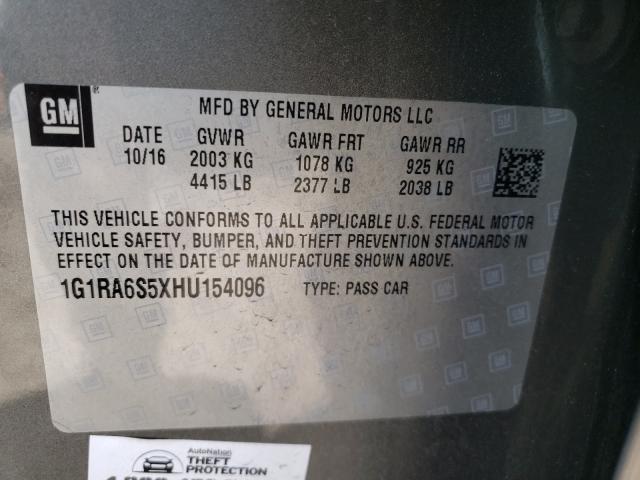 GM
MFD BY GENERAL MOTORS LLC
DATE GVWR GAWR FRT GAWR RR
10/16 2003 KG 1078 KG 925 KG
4415 LB 2377 LB 2038 LB
THIS VEHICLE CONFORMS TO ALL APPLICABLE U.S. FEDERAL MOTOR
VEHICLE SAFETY, BUMPER, AND THEFT PREVENTION STANDARDS IN
EFFECT ON THE DATE OF MANUFACTURE SHOWN ABOVE.
1G1RA6S5XHU154096 TYPE: PASS CAR
AutoNation
THEFT
PROTECTION